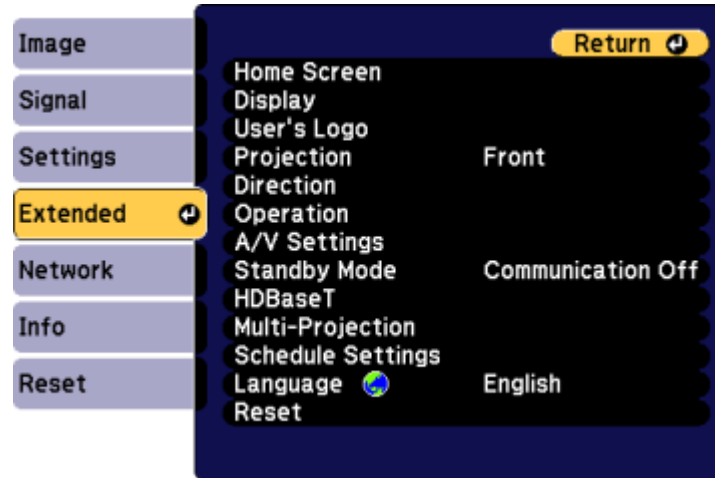 Image
Signal
Settings
Extended
Network
Info
Reset
Return
Home Screen
Display
User's Logo
Projection Front
Direction
Operation
A/V Settings
Standby Mode Communication Off
HDBaseT
Multi-Projection
Schedule Settings
Language English
Reset